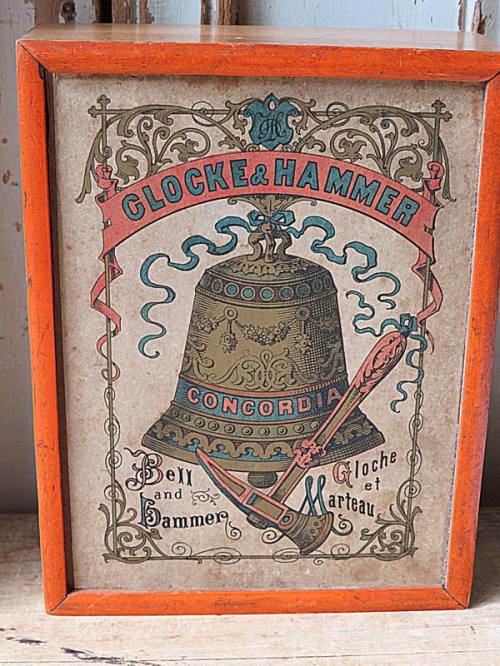 GLOCKE & HAMMER
CONCORDIA
Bell
and
Hammer
Gloche
et
Marteau